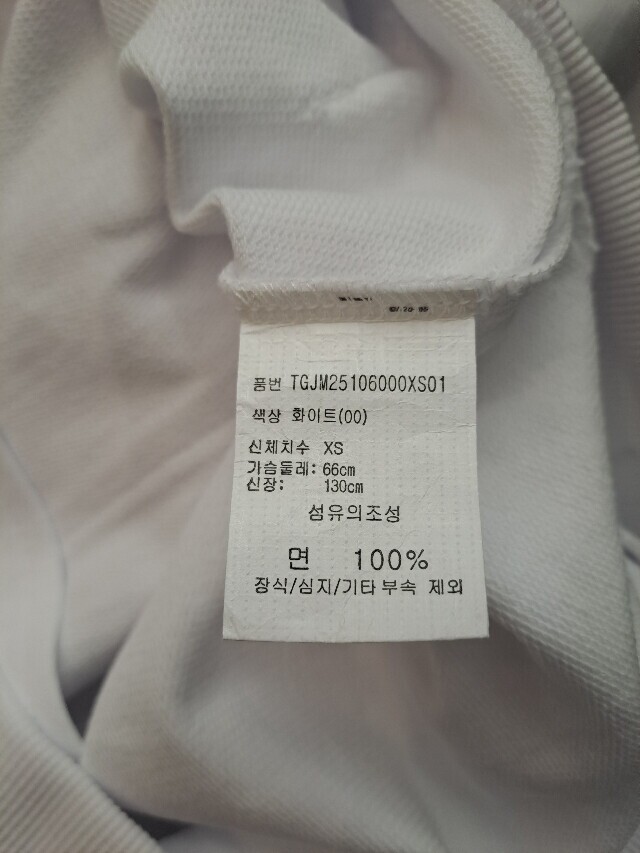 품번 TGJM25106000XS01
색상 화이트(00)
신체치수 XS
가슴둘레: 66cm
신장: 130cm
섬유의조성
면 100%
장식/심지/기타 부속 제외